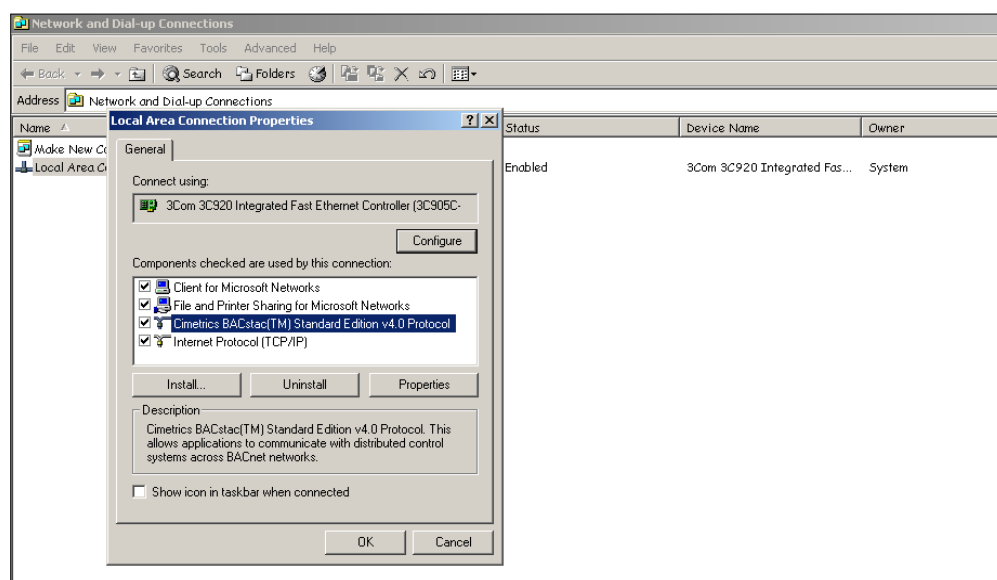 Network and Dial-up Connections
File Edit View Favorites Tools Advanced Help
Back Search Folders
Address Network and Dial-up Connections
Name Status Device Name Owner
Make New
Local Area Enabled 3Com 3C920 Integrated Fas... System
Local Area Connection Properties
General
Connect using:
3Com 3C920 Integrated Fast Ethernet Controller (3C905C-
Configure
Components checked are used by this connection:
Client for Microsoft Networks
File and Printer Sharing for Microsoft Networks
Cimetrics BACstac(TM) Standard Edition v4.0 Protocol
Internet Protocol (TCP/IP)
Install... Uninstall Properties
Description
Cimetrics BACstac(TM) Standard Edition v4.0 Protocol. This
allows applications to communicate with distributed control
systems across BACnet networks.
Show icon in taskbar when connected
OK Cancel